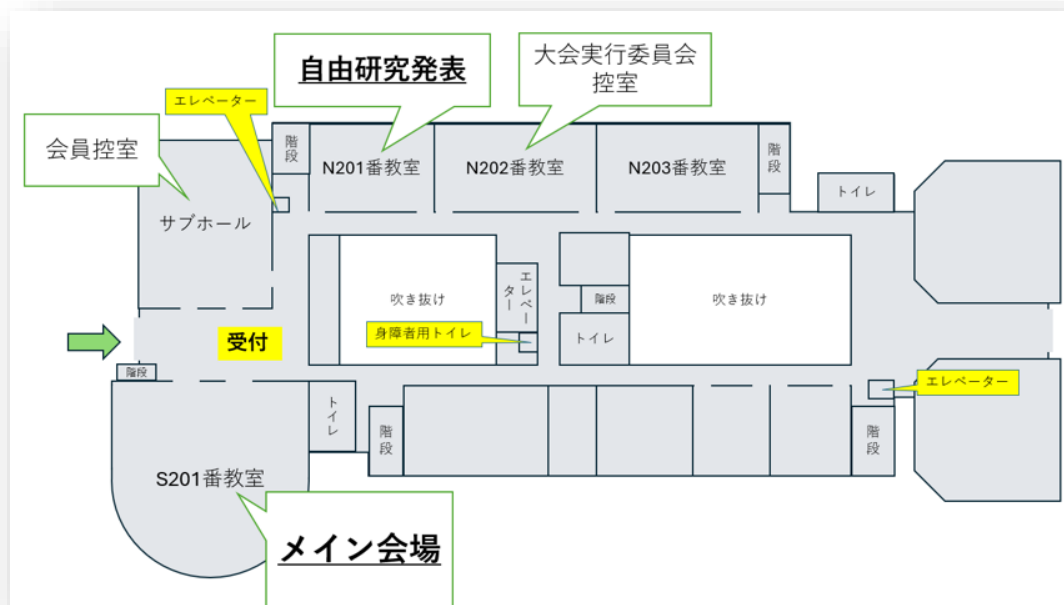 自由研究発表
大会実行委員会
控室
エレベーター
会員控室
階段
N201番教室
N202番教室
N203番教室
階段
トイレ
サブホール
吹き抜け
エレベーター
階段
吹き抜け
受付
身障者用トイレ
トイレ
階段
エレベーター
トイレ
階段
階段
S201番教室
メイン会場